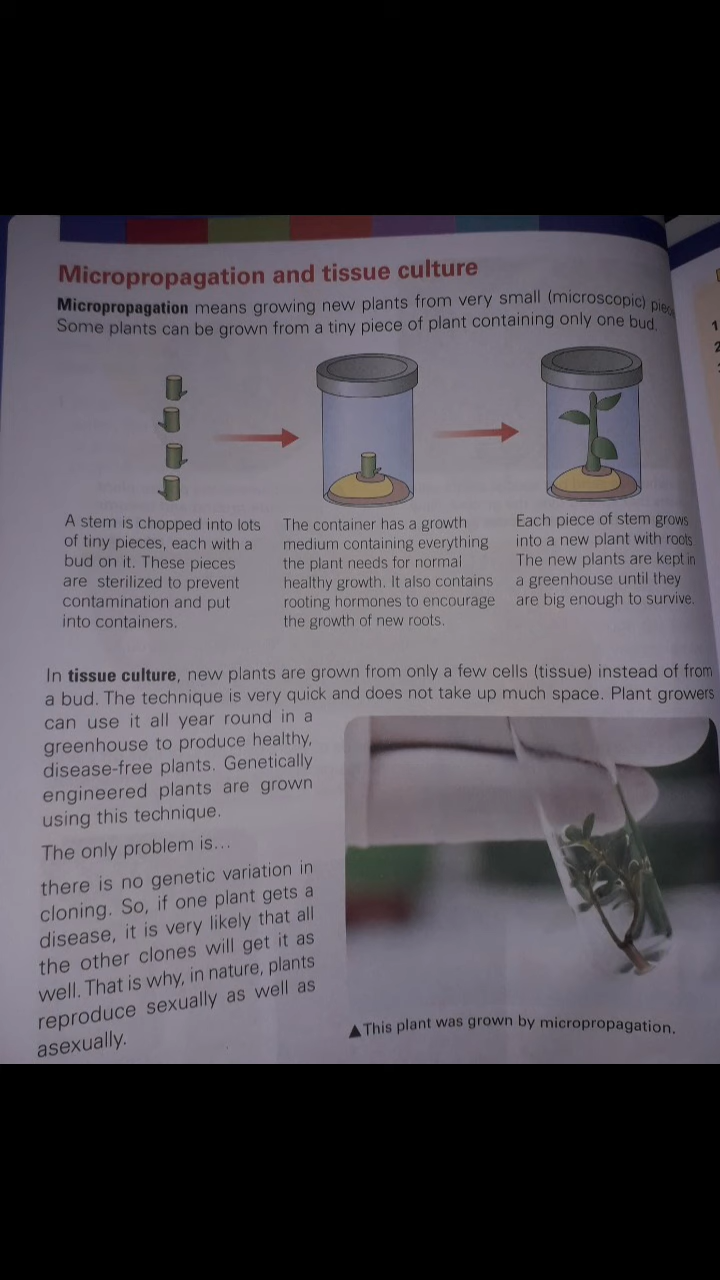 Micropropagation and tissue culture
Micropropagation means growing new plants from very small (microscopic)
Some plants can be grown from a tiny piece of plant containing only one bud.
A stem is chopped into lots
of tiny pieces, each with a
bud on it. These pieces
are sterilized to prevent
contamination and put
into containers.
The container has a growth
medium containing everything
the plant needs for normal
healthy growth. It also contains
rooting hormones to encourage
the growth of new roots.
Each piece of stem grows
into a new plant with roots
The new plants are kept in
a greenhouse until they
are big enough to survive.
In tissue culture, new plants are grown from only a few cells (tissue) instead of from
a bud. The technique is very quick and does not take up much space. Plant growers
can use it all year round in a
greenhouse to produce healthy,
disease-free plants. Genetically
engineered plants are grown
using this technique.
The only problem is...
there is no genetic variation in
cloning. So, if one plant gets a
disease, it is very likely that all
the other clones will get it as
well. That is why, in nature, plants
reproduce sexually as well as
asexually.
▲This plant was grown by micropropagation.